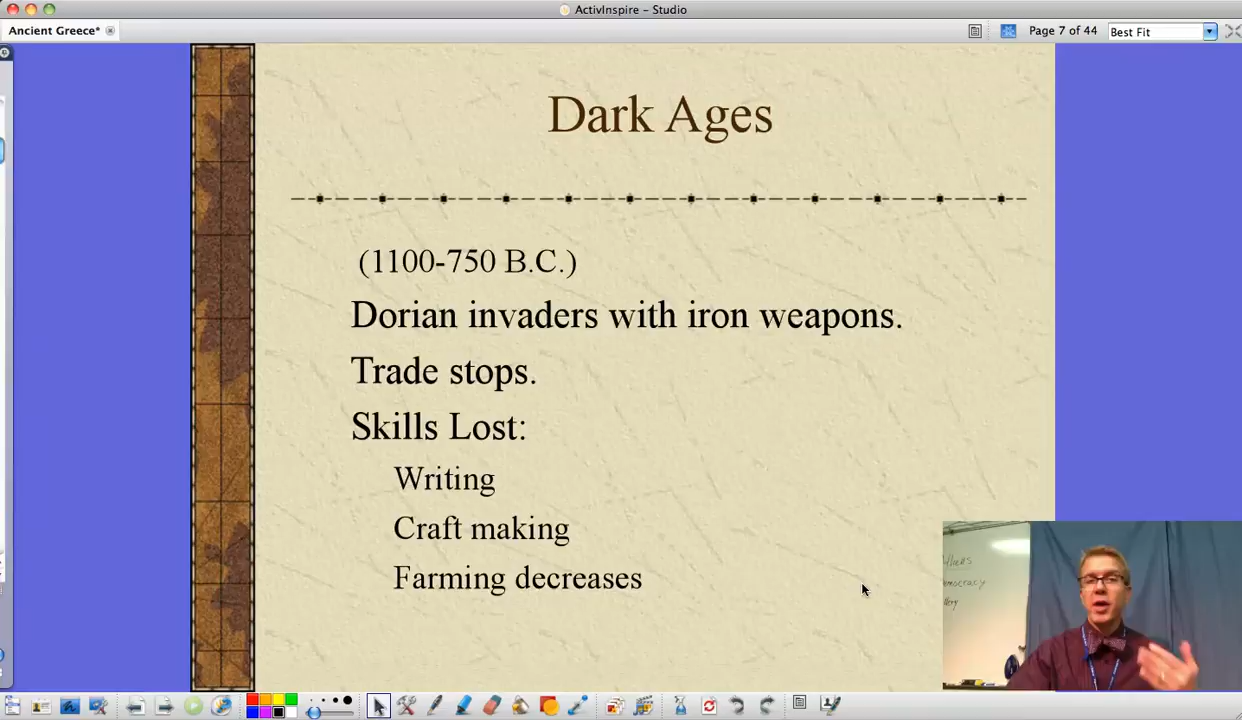 ActivInspire – Studio
Ancient Greece*
Page 7 of 44
Best Fit
Dark Ages
(1100-750 B.C.)
Dorian invaders with iron weapons.
Trade stops.
Skills Lost:
Writing
Craft making
Farming decreases